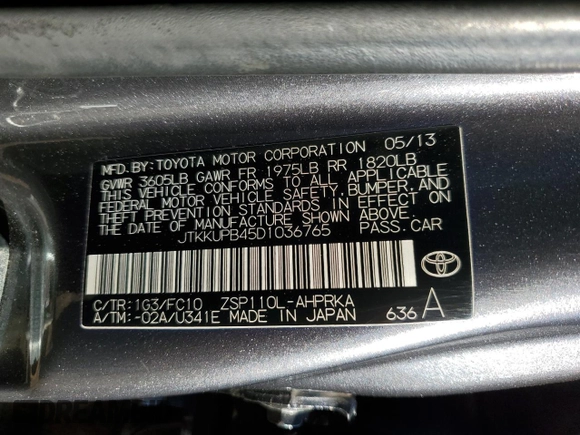 MFD. BY: TOYOTA MOTOR CORPORATION 05/13
GVWR 3605LB GAWR FR 1975LB RR 1820LB
THIS VEHICLE CONFORMS TO ALL APPLICABLE
FEDERAL MOTOR VEHICLE SAFETY, BUMPER, AND
THEFT PREVENTION STANDARDS IN EFFECT ON
THE DATE OF MANUFACTURE SHOWN ABOVE.
JTKKUPB45D1036765 PASS. CAR
TOYOTA
C/TR: 1G3/FC10 ZSP110L-AHPRKA
A/TM: -02A/U341E MADE IN JAPAN 636 A